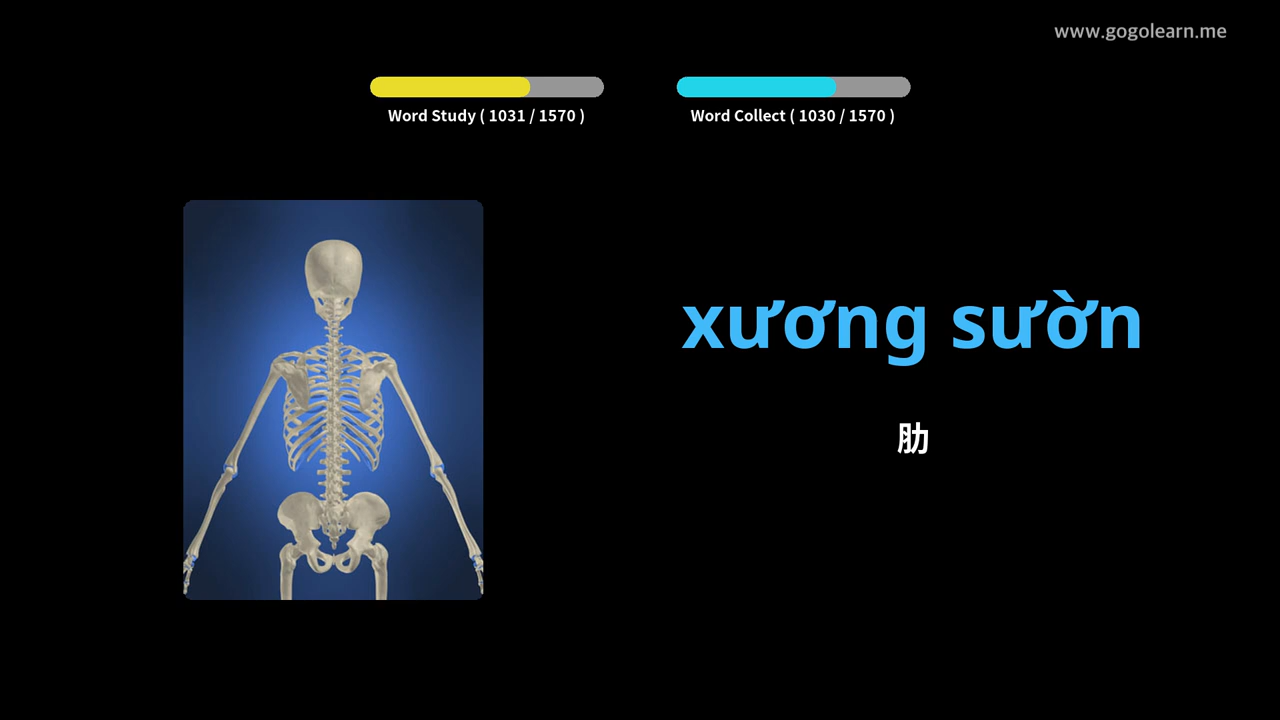 www.gogolearn.me
Word Study ( 1031 / 1570 )
Word Collect ( 1030 / 1570 )
xương sườn
肋